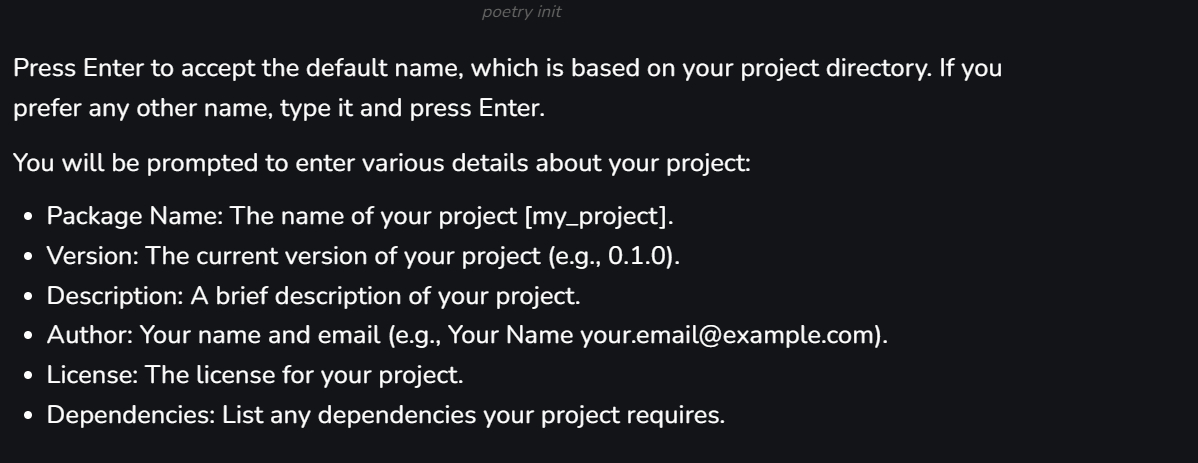 poetry init
Press Enter to accept the default name, which is based on your project directory. If you
prefer any other name, type it and press Enter.
You will be prompted to enter various details about your project:
• Package Name: The name of your project [my_project].
• Version: The current version of your project (e.g., 0.1.0).
• Description: A brief description of your project.
• Author: Your name and email (e.g., Your Name your.email@example.com).
• License: The license for your project.
• Dependencies: List any dependencies your project requires.